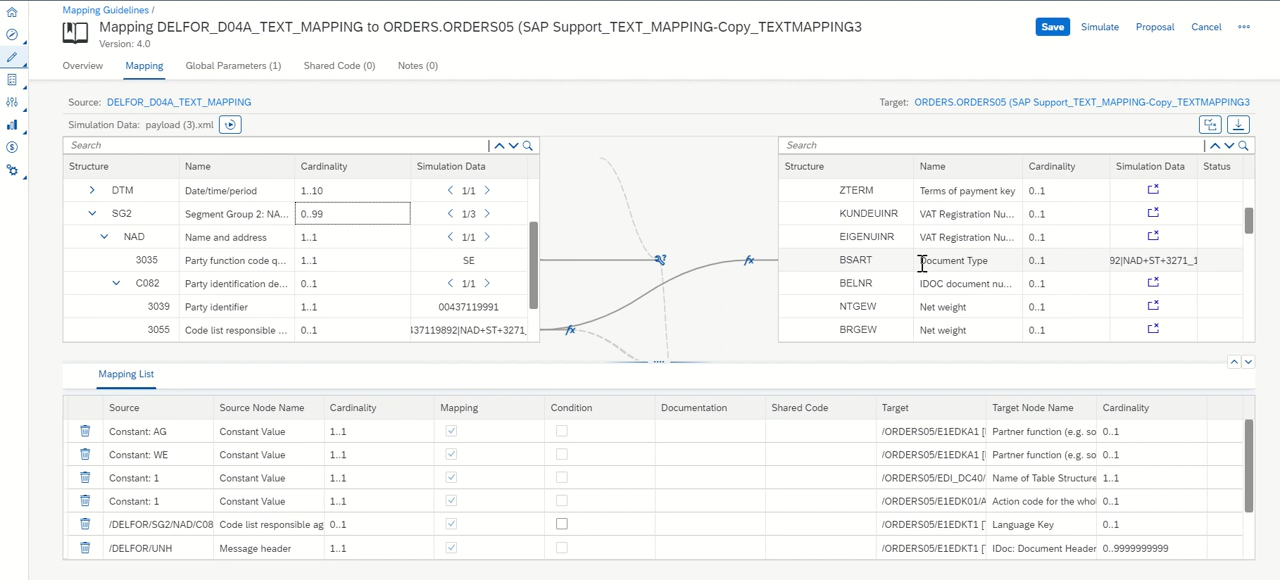 Mapping Guidelines /
Mapping DELFOR_D04A_TEXT_MAPPING to ORDERS.ORDERS05 (SAP Support_TEXT_MAPPING-Copy_TEXTMAPPING3
Version: 4.0
Save Simulate Proposal Cancel
Overview Mapping Global Parameters (1) Shared Code (0) Notes (0)
Source: DELFOR_D04A_TEXT_MAPPING Target: ORDERS.ORDERS05 (SAP Support_TEXT_MAPPING-Copy_TEXTMAPPING3
Simulation Data: payload (3).xml
Search
Structure Name Cardinality Simulation Data
DTM Date/time/period 1..10 1/1
SG2 Segment Group 2: NA... 0..99 1/3
NAD Name and address 1..1 1/1
3035 Party function code q... 1..1 SE
C082 Party identification de... 0..1 1/1
3039 Party identifier 1..1 00437119991
3055 Code list responsible ... 0..1 437119892|NAD+ST+3271_
fx
fx
Search
Structure Name Cardinality Simulation Data Status
ZTERM Terms of payment key 0..1
KUNDEUINR VAT Registration Nu... 0..1
EIGENUINR VAT Registration Nu... 0..1
BSART Document Type 0..1 92|NAD+ST+3271_1
BELNR IDOC document nu... 0..1
NTGEW Net weight 0..1
BRGEW Net weight 0..1
Mapping List
Source Source Node Name Cardinality Mapping Condition Documentation Shared Code Target Target Node Name Cardinality
Constant: AG Constant Value 1..1 /ORDERS05/E1EDKA1 [ Partner function (e.g. so 0..1
Constant: WE Constant Value 1..1 /ORDERS05/E1EDKA1 [ Partner function (e.g. so 0..1
Constant: 1 Constant Value 1..1 /ORDERS05/EDI_DC40/ Name of Table Structure 1..1
Constant: 1 Constant Value 1..1 /ORDERS05/E1EDK01/A Action code for the who 0..1
/DELFOR/SG2/NAD/C08 Code list responsible ag 0..1 /ORDERS05/E1EDKT1 [ Language Key 0..1
/DELFOR/UNH Message header 1..1 /ORDERS05/E1EDKT1 [ IDoc: Document Header 0..9999999999